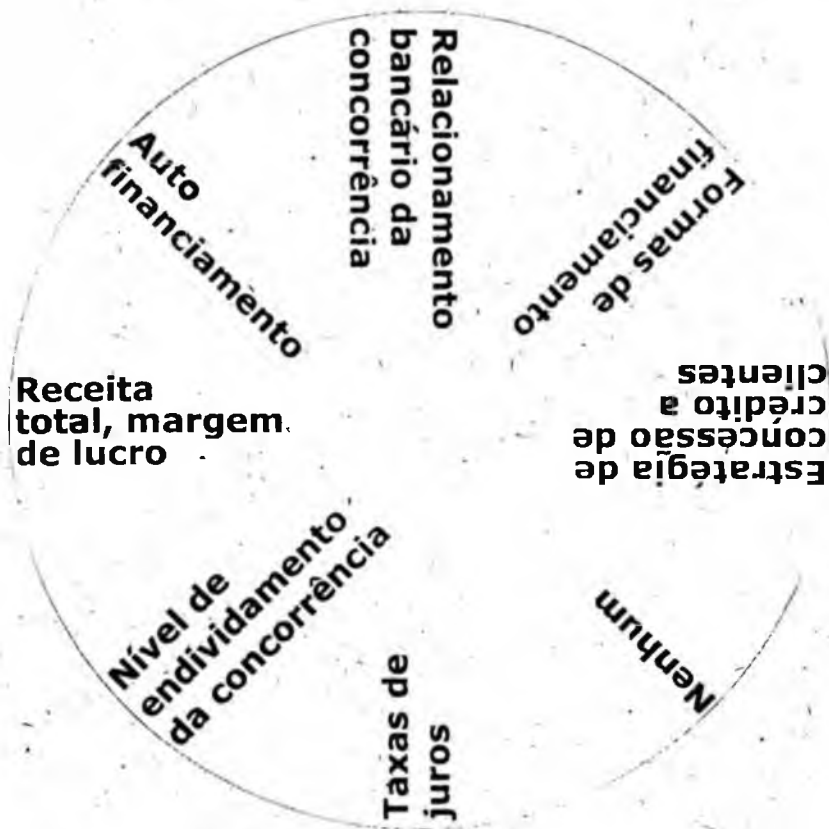 Relacionamento
bancário da
concorrência
Formas de
financiamento
Estratégia de
concessão de
crédito a
clientes
Nenhum
Taxas de
juros
Nível de
endividamento
da concorrência
Receita
total, margem
de lucro
Auto
financiamento